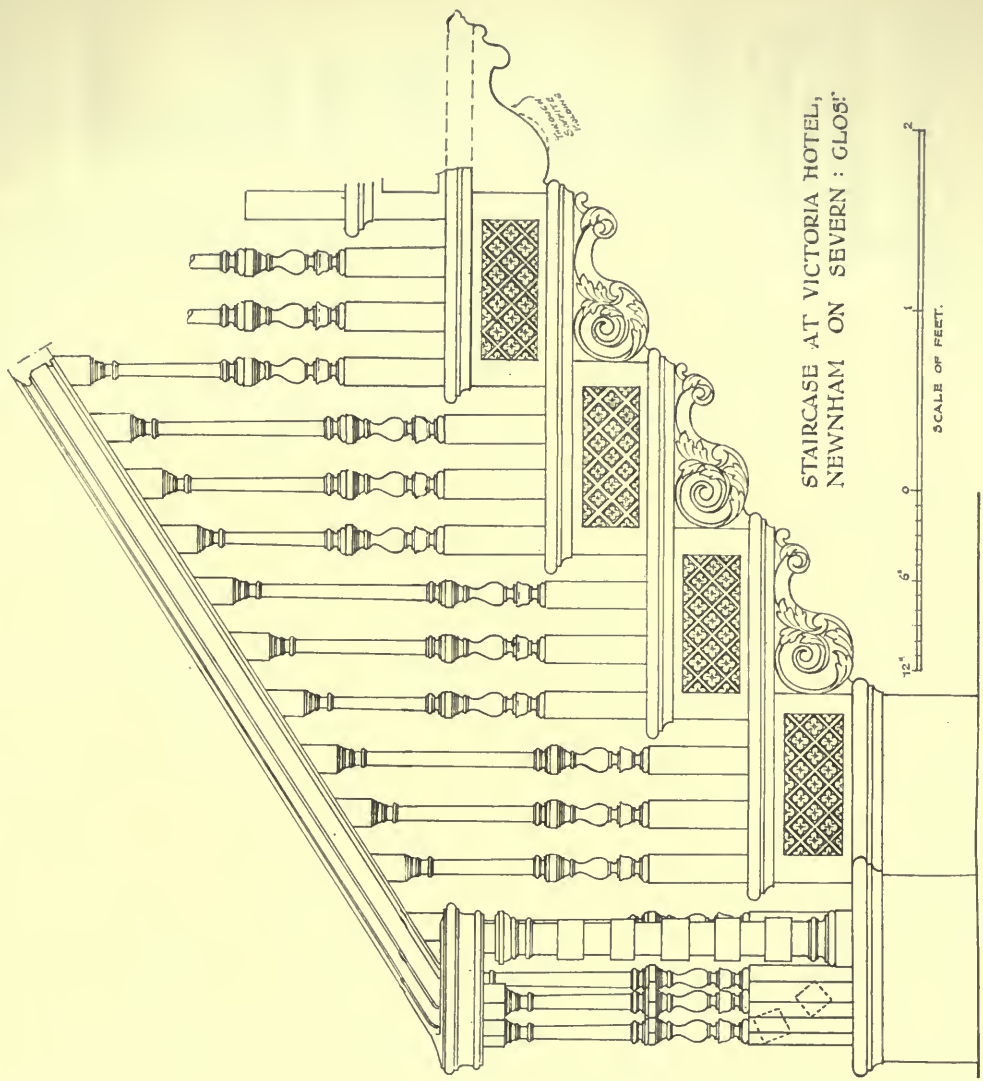 STAIRCASE AT VICTORIA HOTEL,
NEWNHAM ON SEVERN : GLOS:
12" 6" 0 1 2
SCALE OF FEET.